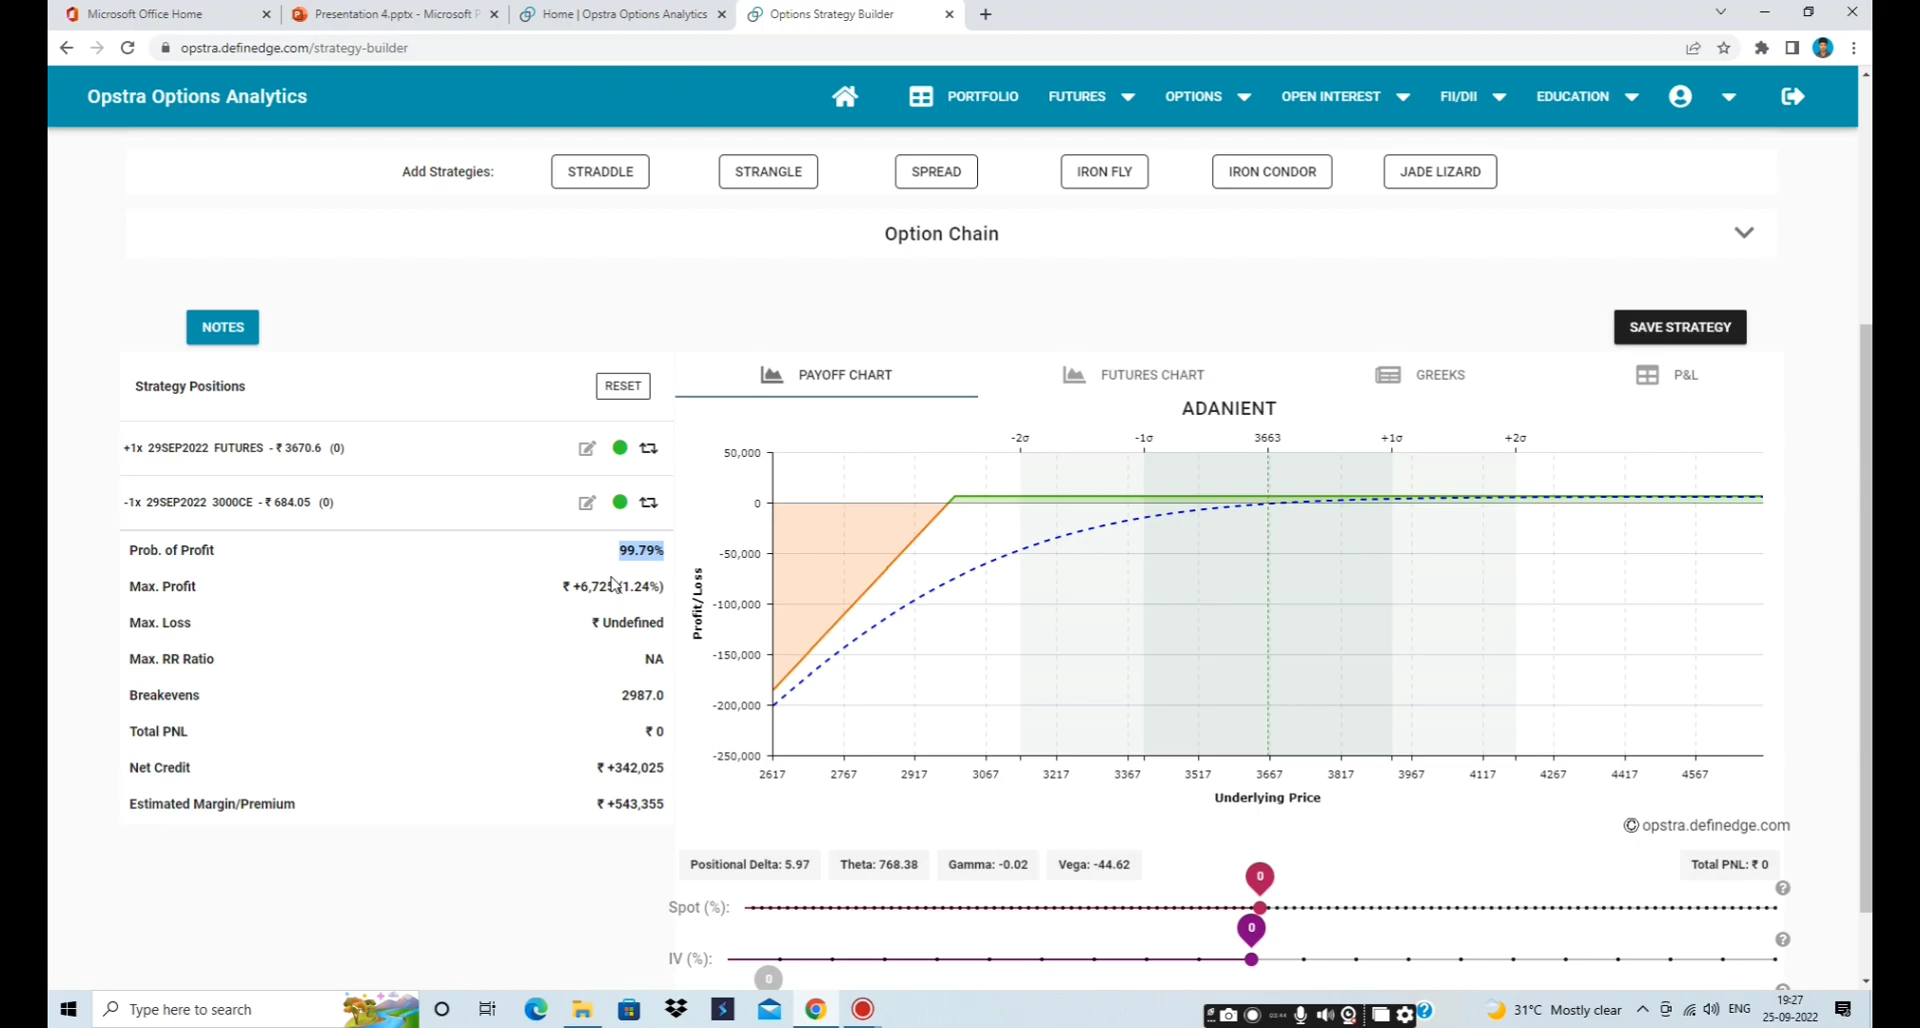 Microsoft Office Home
Presentation 4.pptx - Microsoft P
Home | Opstra Options Analytics
Options Strategy Builder
opstra.definedge.com/strategy-builder
Opstra Options Analytics
PORTFOLIO
FUTURES
OPTIONS
OPEN INTEREST
FII/DII
EDUCATION
Add Strategies:
STRADDLE
STRANGLE
SPREAD
IRON FLY
IRON CONDOR
JADE LIZARD
Option Chain
NOTES
SAVE STRATEGY
Strategy Positions
RESET
+1x 29SEP2022 FUTURES - ₹ 3670.6 (0)
-1x 29SEP2022 3000CE - ₹ 684.05 (0)
Prob. of Profit 99.79%
Max. Profit ₹ +6,725 (1.24%)
Max. Loss ₹ Undefined
Max. RR Ratio NA
Breakevens 2987.0
Total PNL ₹ 0
Net Credit ₹ +342,025
Estimated Margin/Premium ₹ +543,355
PAYOFF CHART
FUTURES CHART
GREEKS
P&L
ADANIENT
-2σ -1σ 3663 +1σ +2σ
50,000
0
-50,000
-100,000
-150,000
-200,000
-250,000
Profit/Loss
2617 2767 2917 3067 3217 3367 3517 3667 3817 3967 4117 4267 4417 4567
Underlying Price
© opstra.definedge.com
Positional Delta: 5.97
Theta: 768.38
Gamma: -0.02
Vega: -44.62
Total PNL: ₹ 0
0
Spot (%):
0
IV (%):
0
Type here to search
03:44
31°C Mostly clear
ENG
19:27
25-09-2022